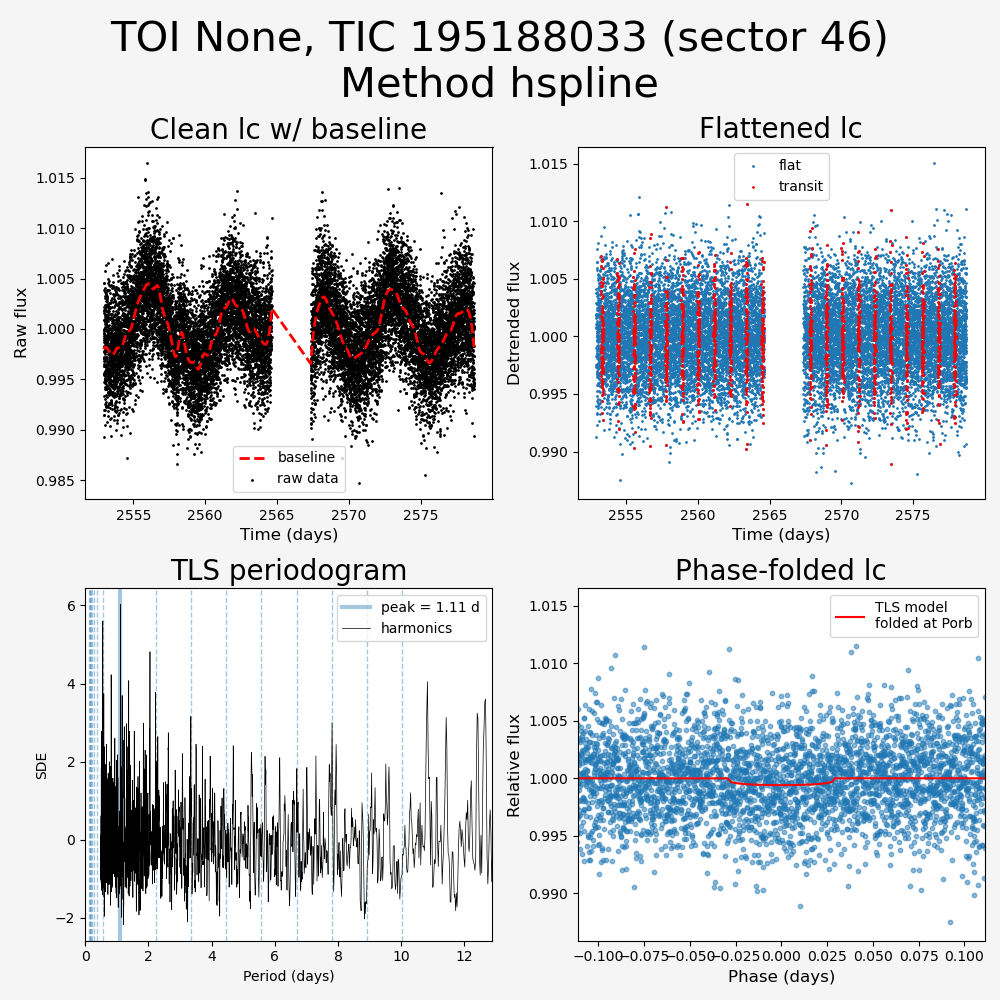 TOI None, TIC 195188033 (sector 46)
Method hspline
Clean lc w/ baseline
Raw flux
1.015
1.010
1.005
1.000
0.995
0.990
0.985
baseline
raw data
2555 2560 2565 2570 2575
Time (days)
Flattened lc
Detrended flux
1.015
1.010
1.005
1.000
0.995
0.990
flat
transit
2555 2560 2565 2570 2575
Time (days)
TLS periodogram
SDE
6
4
2
0
−2
peak = 1.11 d
harmonics
0 2 4 6 8 10 12
Period (days)
Phase-folded lc
Relative flux
1.015
1.010
1.005
1.000
0.995
0.990
TLS model
folded at Porb
−0.100 −0.075 −0.050 −0.025 0.000 0.025 0.050 0.075 0.100
Phase (days)